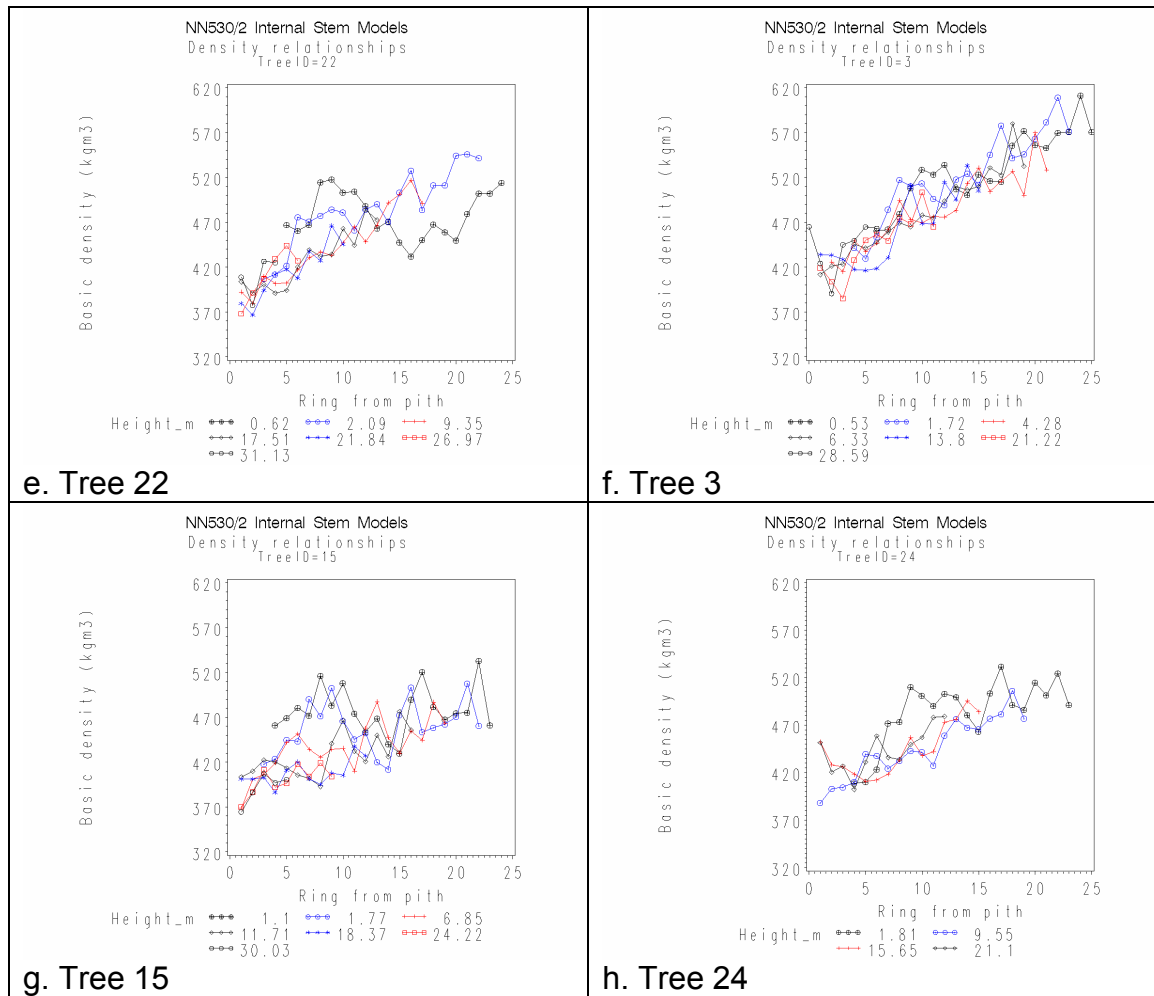 NN530/2 Internal Stem Models
Density relationships
TreeID=22
Basic density (kgm3)
620
570
520
470
420
370
320
0 5 10 15 20 25
Ring from pith
Height_m 0.62 2.09 9.35
17.51 21.84 26.97
31.13
e. Tree 22
NN530/2 Internal Stem Models
Density relationships
TreeID=3
Basic density (kgm3)
620
570
520
470
420
370
320
0 5 10 15 20 25
Ring from pith
Height_m 0.53 1.72 4.28
6.33 13.8 21.22
28.59
f. Tree 3
NN530/2 Internal Stem Models
Density relationships
TreeID=15
Basic density (kgm3)
620
570
520
470
420
370
320
0 5 10 15 20 25
Ring from pith
Height_m 1.1 1.77 6.85
11.71 18.37 24.22
30.03
g. Tree 15
NN530/2 Internal Stem Models
Density relationships
TreeID=24
Basic density (kgm3)
620
570
520
470
420
370
320
0 5 10 15 20 25
Ring from pith
Height_m 1.81 9.55
15.65 21.1
h. Tree 24